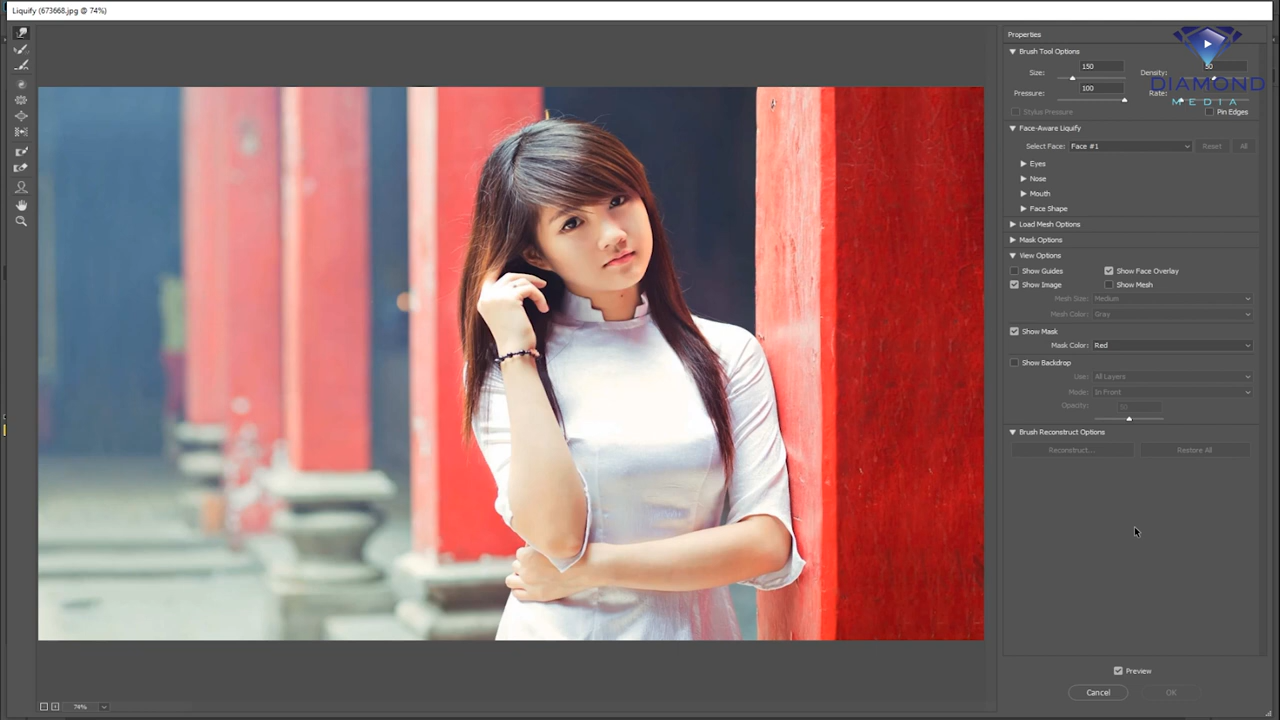 Liquify (673668.jpg @ 74%)
Properties
Brush Tool Options
Size: 150 Density: 50
Pressure: 100 Rate:
Stylus Pressure Pin Edges
DIAMOND
MEDIA
Face-Aware Liquify
Select Face: Face #1 Reset All
Eyes
Nose
Mouth
Face Shape
Load Mesh Options
Mask Options
View Options
Show Guides Show Face Overlay
Show Image Show Mesh
Mesh Size: Medium
Mesh Color: Gray
Show Mask
Mask Color: Red
Show Backdrop
Use: All Layers
Mode: In Front
Opacity: 50
Brush Reconstruct Options
Reconstruct... Restore All
Preview
Cancel OK
74%